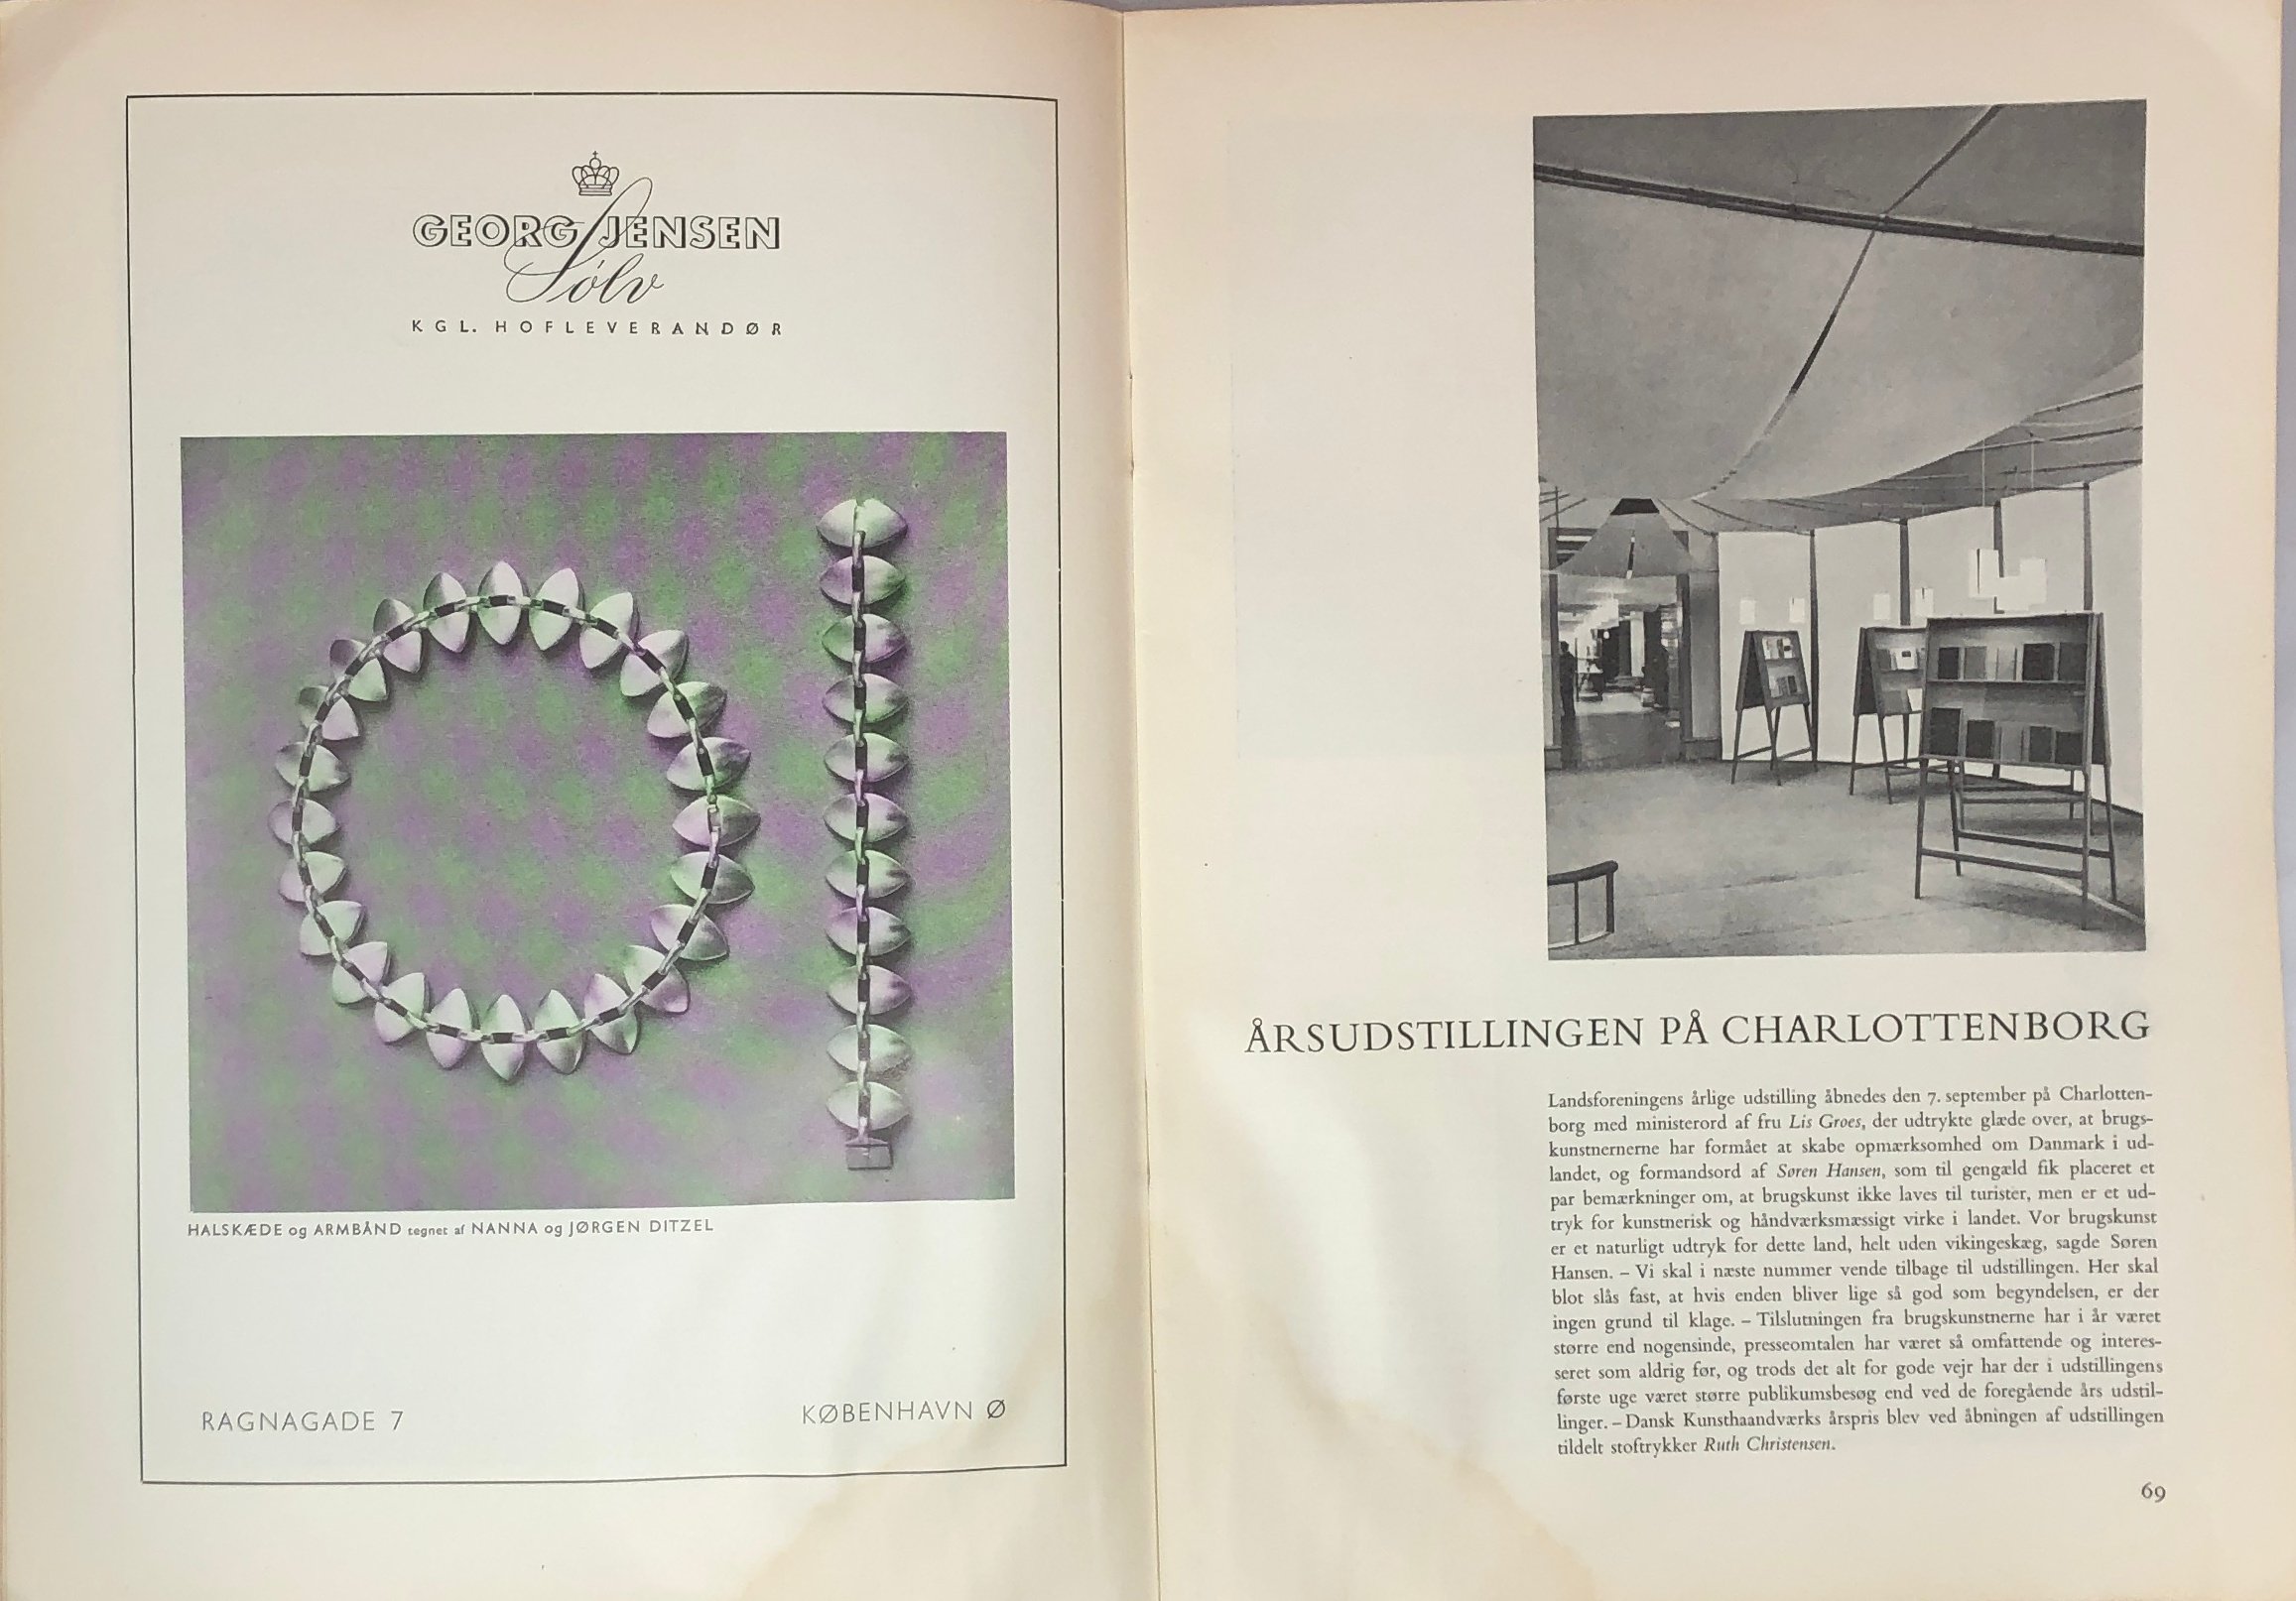 GEORG JENSEN
Sølv
KGL. HOFLEVERANDØR
HALSKÆDE og ARMBÅND tegnet af NANNA og JØRGEN DITZEL
RAGNAGADE 7
KØBENHAVN Ø
ÅRSUDSTILLINGEN PÅ CHARLOTTENBORG
Landsforeningens årlige udstilling åbnedes den 7. september på Charlotten-
borg med ministerord af fru Lis Groes, der udtrykte glæde over, at brugs-
kunstnernerne har formået at skabe opmærksomhed om Danmark i ud-
landet, og formandsord af Søren Hansen, som til gengæld fik placeret et
par bemærkninger om, at brugskunst ikke laves til turister, men er et ud-
tryk for kunstnerisk og håndværksmæssigt virke i landet. Vor brugskunst
er et naturligt udtryk for dette land, helt uden vikingeskæg, sagde Søren
Hansen. – Vi skal i næste nummer vende tilbage til udstillingen. Her skal
blot slås fast, at hvis enden bliver lige så god som begyndelsen, er der
ingen grund til klage. – Tilslutningen fra brugskunstnerne har i år været
større end nogensinde, presseomtalen har været så omfattende og interes-
seret som aldrig før, og trods det alt for gode vejr har der i udstillingens
første uge været større publikumsbesøg end ved de foregående års udstil-
linger. – Dansk Kunsthaandværks årspris blev ved åbningen af udstillingen
tildelt stoftrykker Ruth Christensen.
69